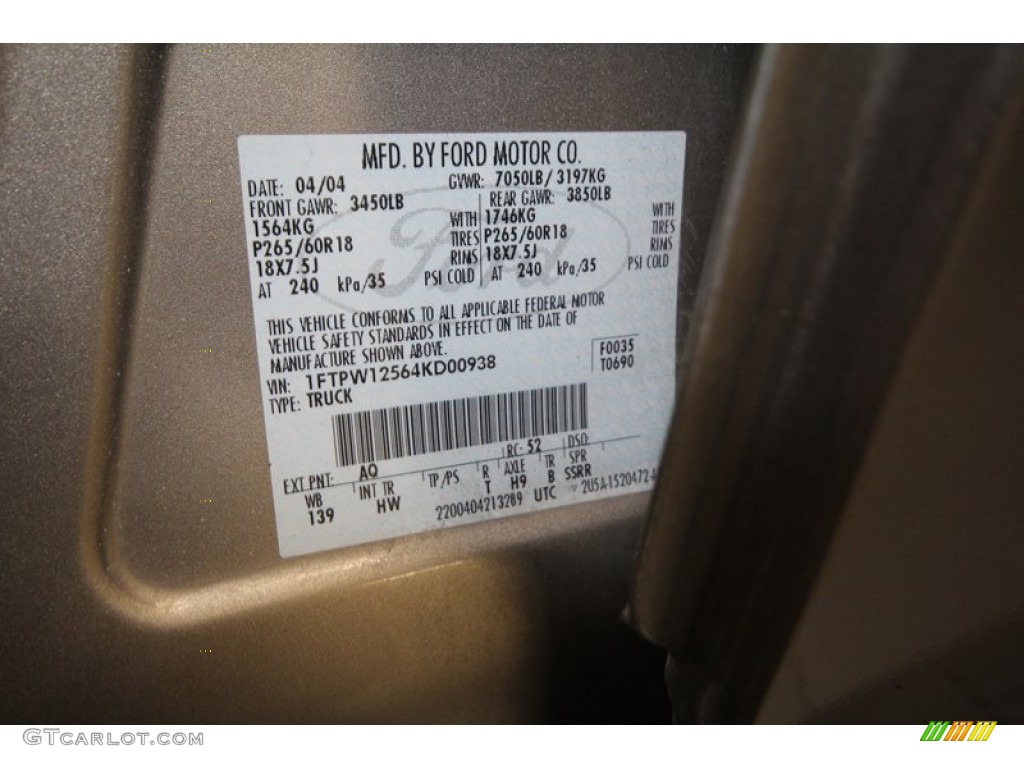 MFD. BY FORD MOTOR CO.
DATE: 04/04 GVWR: 7050LB/ 3197KG
FRONT GAWR: 3450LB REAR GAWR: 3850LB
1564KG WITH 1746KG WITH
P265/60R18 TIRES P265/60R18 TIRES
18X7.5J RIMS 18X7.5J RIMS
AT 240 kPa/35 PSI COLD AT 240 kPa/35 PSI COLD
Ford
THIS VEHICLE CONFORMS TO ALL APPLICABLE FEDERAL MOTOR
VEHICLE SAFETY STANDARDS IN EFFECT ON THE DATE OF
MANUFACTURE SHOWN ABOVE.
F0035
VIN: 1FTPW12564KD00938 T0690
TYPE: TRUCK
RC: 52 DSO:
EXT PNT: AQ
WB INT TR TP/PS R AXLE TR SPR
139 HW T H9 B SSRR
2200404213289 UTC 2U5A-1520472-
GTCarLot.com